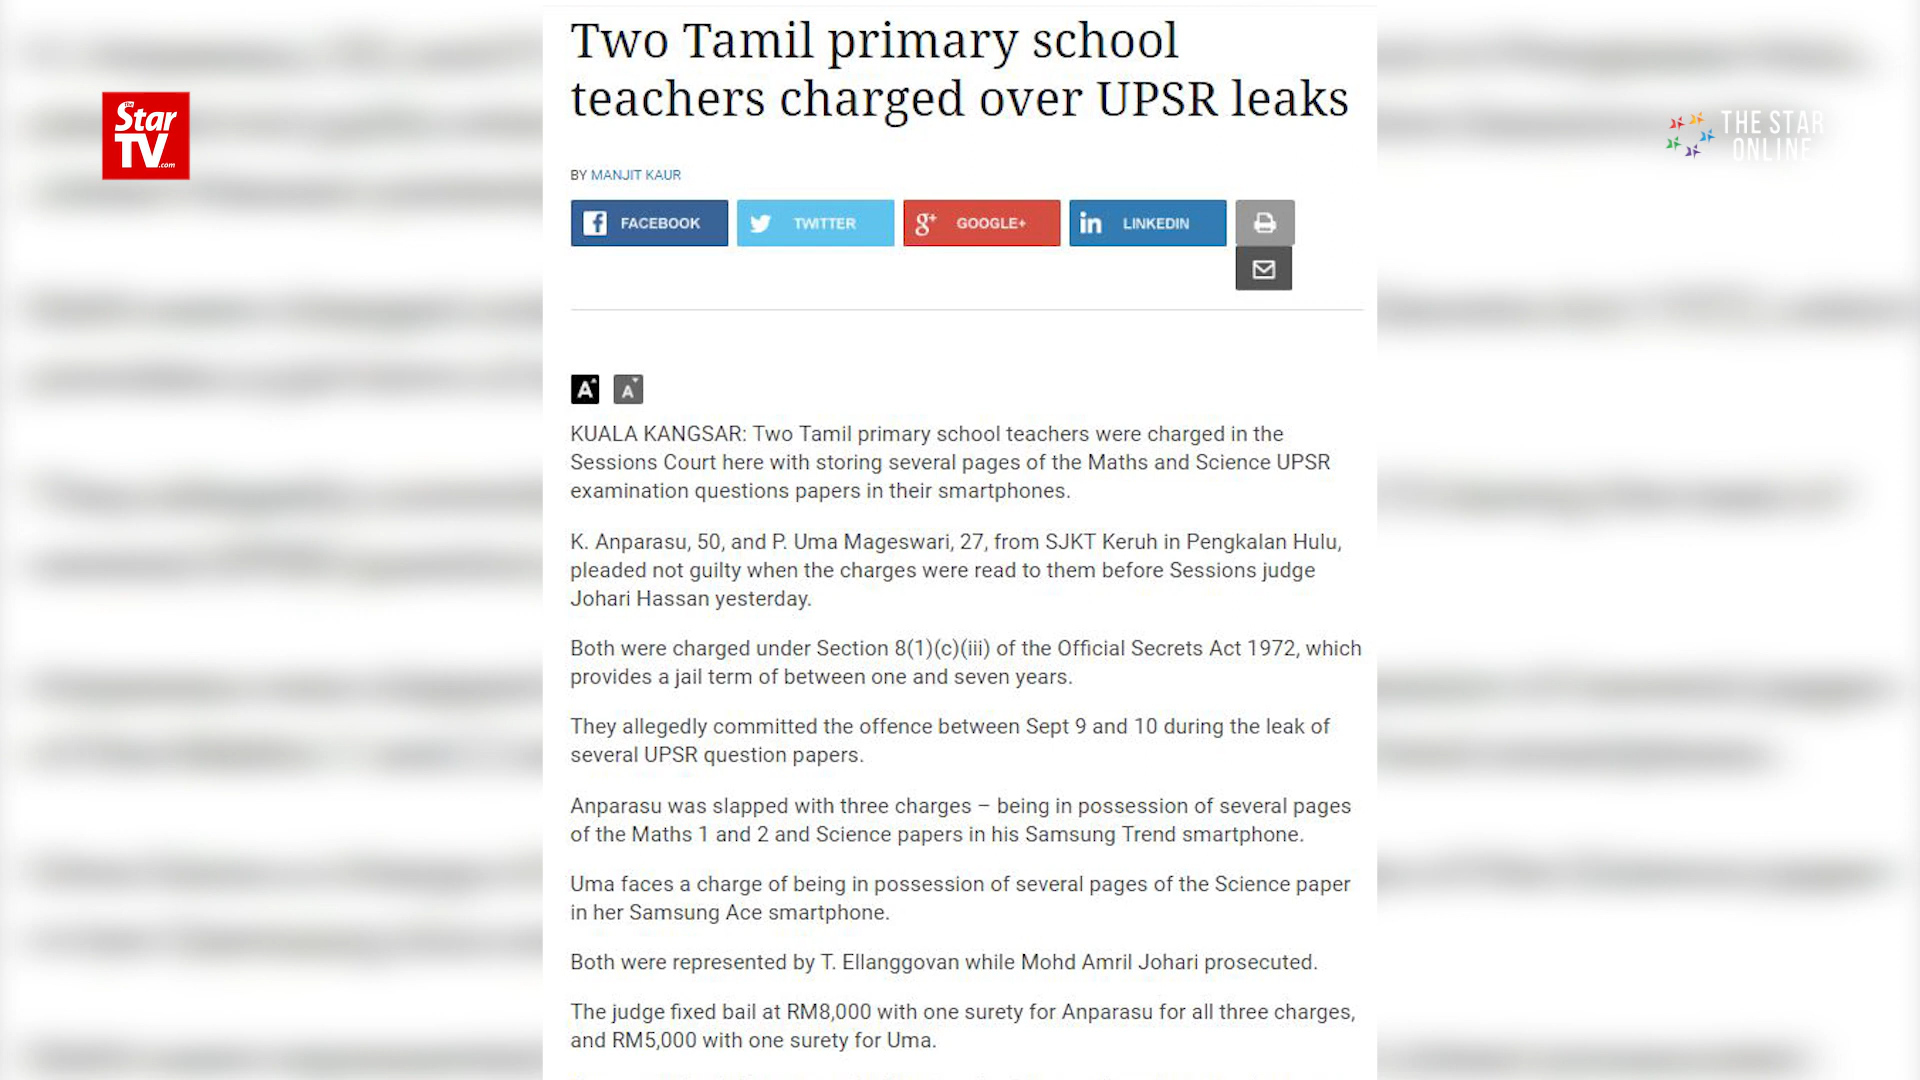 Two Tamil primary school
teachers charged over UPSR leaks
The Star TV.com
THE STAR
ONLINE
BY MANJIT KAUR
FACEBOOK
TWITTER
GOOGLE+
LINKEDIN
A A
KUALA KANGSAR: Two Tamil primary school teachers were charged in the
Sessions Court here with storing several pages of the Maths and Science UPSR
examination questions papers in their smartphones.
K. Anparasu, 50, and P. Uma Mageswari, 27, from SJKT Keruh in Pengkalan Hulu,
pleaded not guilty when the charges were read to them before Sessions judge
Johari Hassan yesterday.
Both were charged under Section 8(1)(c)(iii) of the Official Secrets Act 1972, which
provides a jail term of between one and seven years.
They allegedly committed the offence between Sept 9 and 10 during the leak of
several UPSR question papers.
Anparasu was slapped with three charges – being in possession of several pages
of the Maths 1 and 2 and Science papers in his Samsung Trend smartphone.
Uma faces a charge of being in possession of several pages of the Science paper
in her Samsung Ace smartphone.
Both were represented by T. Ellanggovan while Mohd Amril Johari prosecuted.
The judge fixed bail at RM8,000 with one surety for Anparasu for all three charges,
and RM5,000 with one surety for Uma.